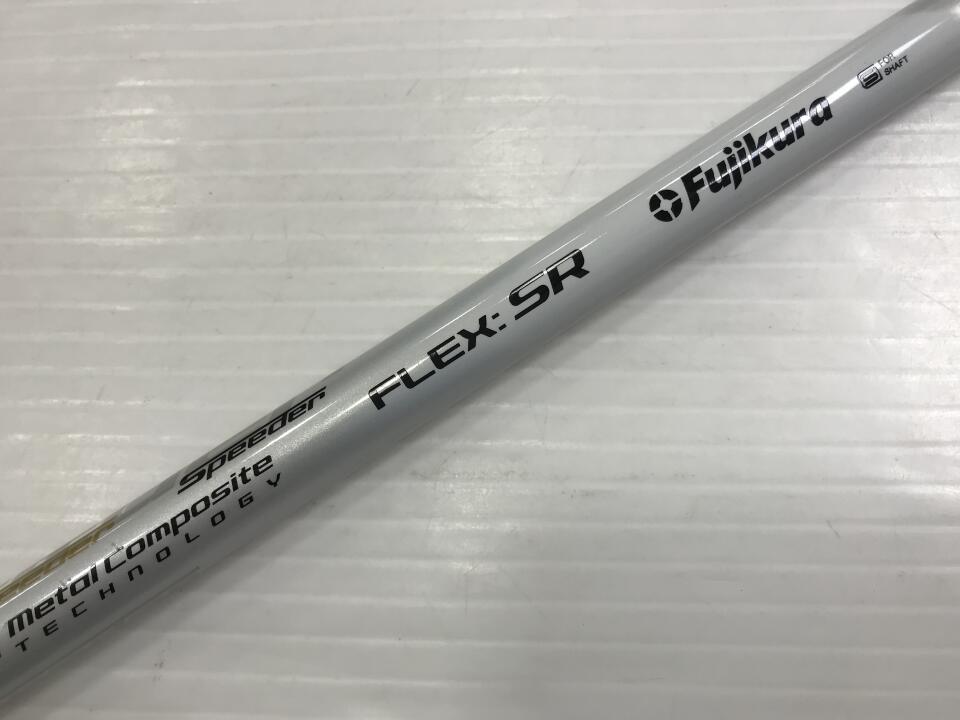 Speeder
Metal Composite
TECHNOLOGY
FLEX: SR
Fujikura
S FOR
SHAFT